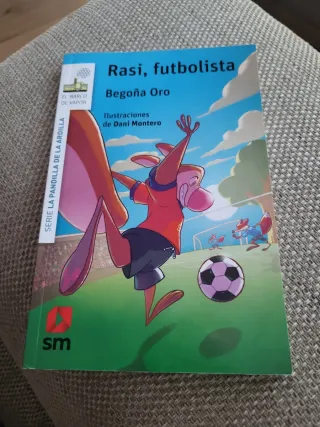 Rasi, futbolista
Begoña Oro
Ilustraciones
de Dani Montero
EL BARCO
DE VAPOR
SERIE LA PANDILLA DE LA ARDILLA
sm